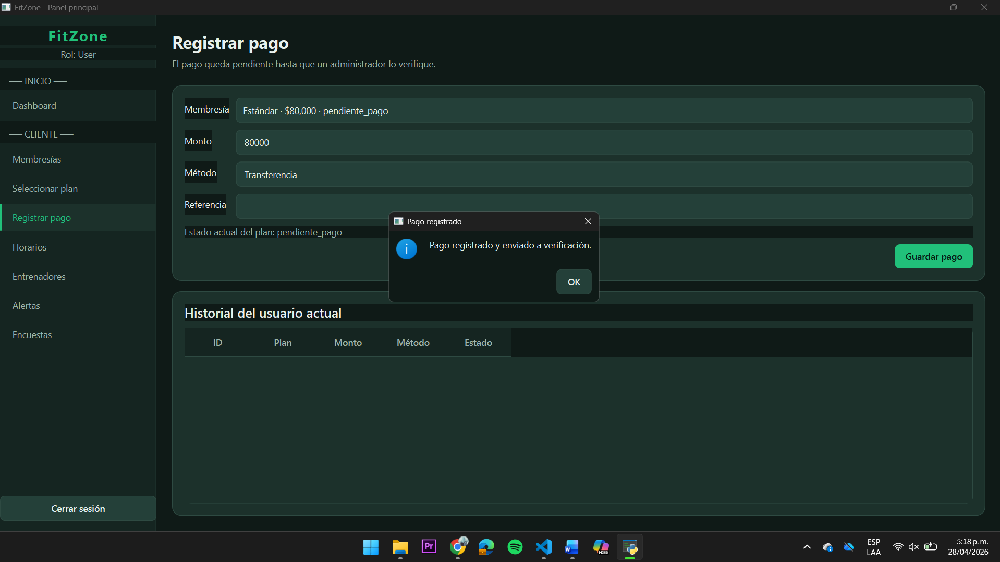 FitZone - Panel principal
FitZone
Rol: User
── INICIO ──
Dashboard
── CLIENTE ──
Membresías
Seleccionar plan
Registrar pago
Horarios
Entrenadores
Alertas
Encuestas
Cerrar sesión
Registrar pago
El pago queda pendiente hasta que un administrador lo verifique.
Membresía
Estándar · $80,000 · pendiente_pago
Monto
80000
Método
Transferencia
Referencia
Estado actual del plan: pendiente_pago
Guardar pago
Pago registrado
Pago registrado y enviado a verificación.
OK
Historial del usuario actual
ID Plan Monto Método Estado
Pr
W
M365
ESP
LAA
5:18 p. m.
28/04/2026